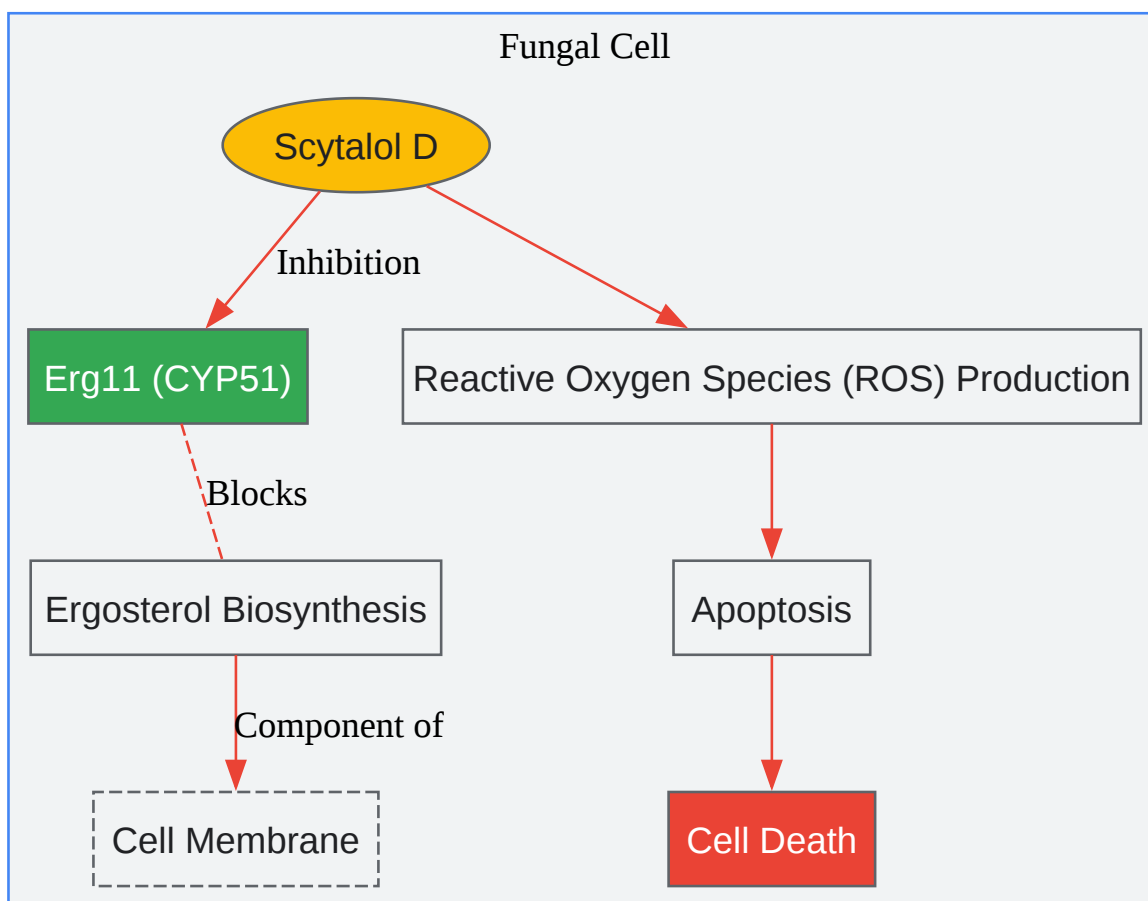 Fungal Cell
Scytalol D
Inhibition
Erg11 (CYP51)
Reactive Oxygen Species (ROS) Production
Blocks
Ergosterol Biosynthesis
Apoptosis
Component of
Cell Membrane
Cell Death